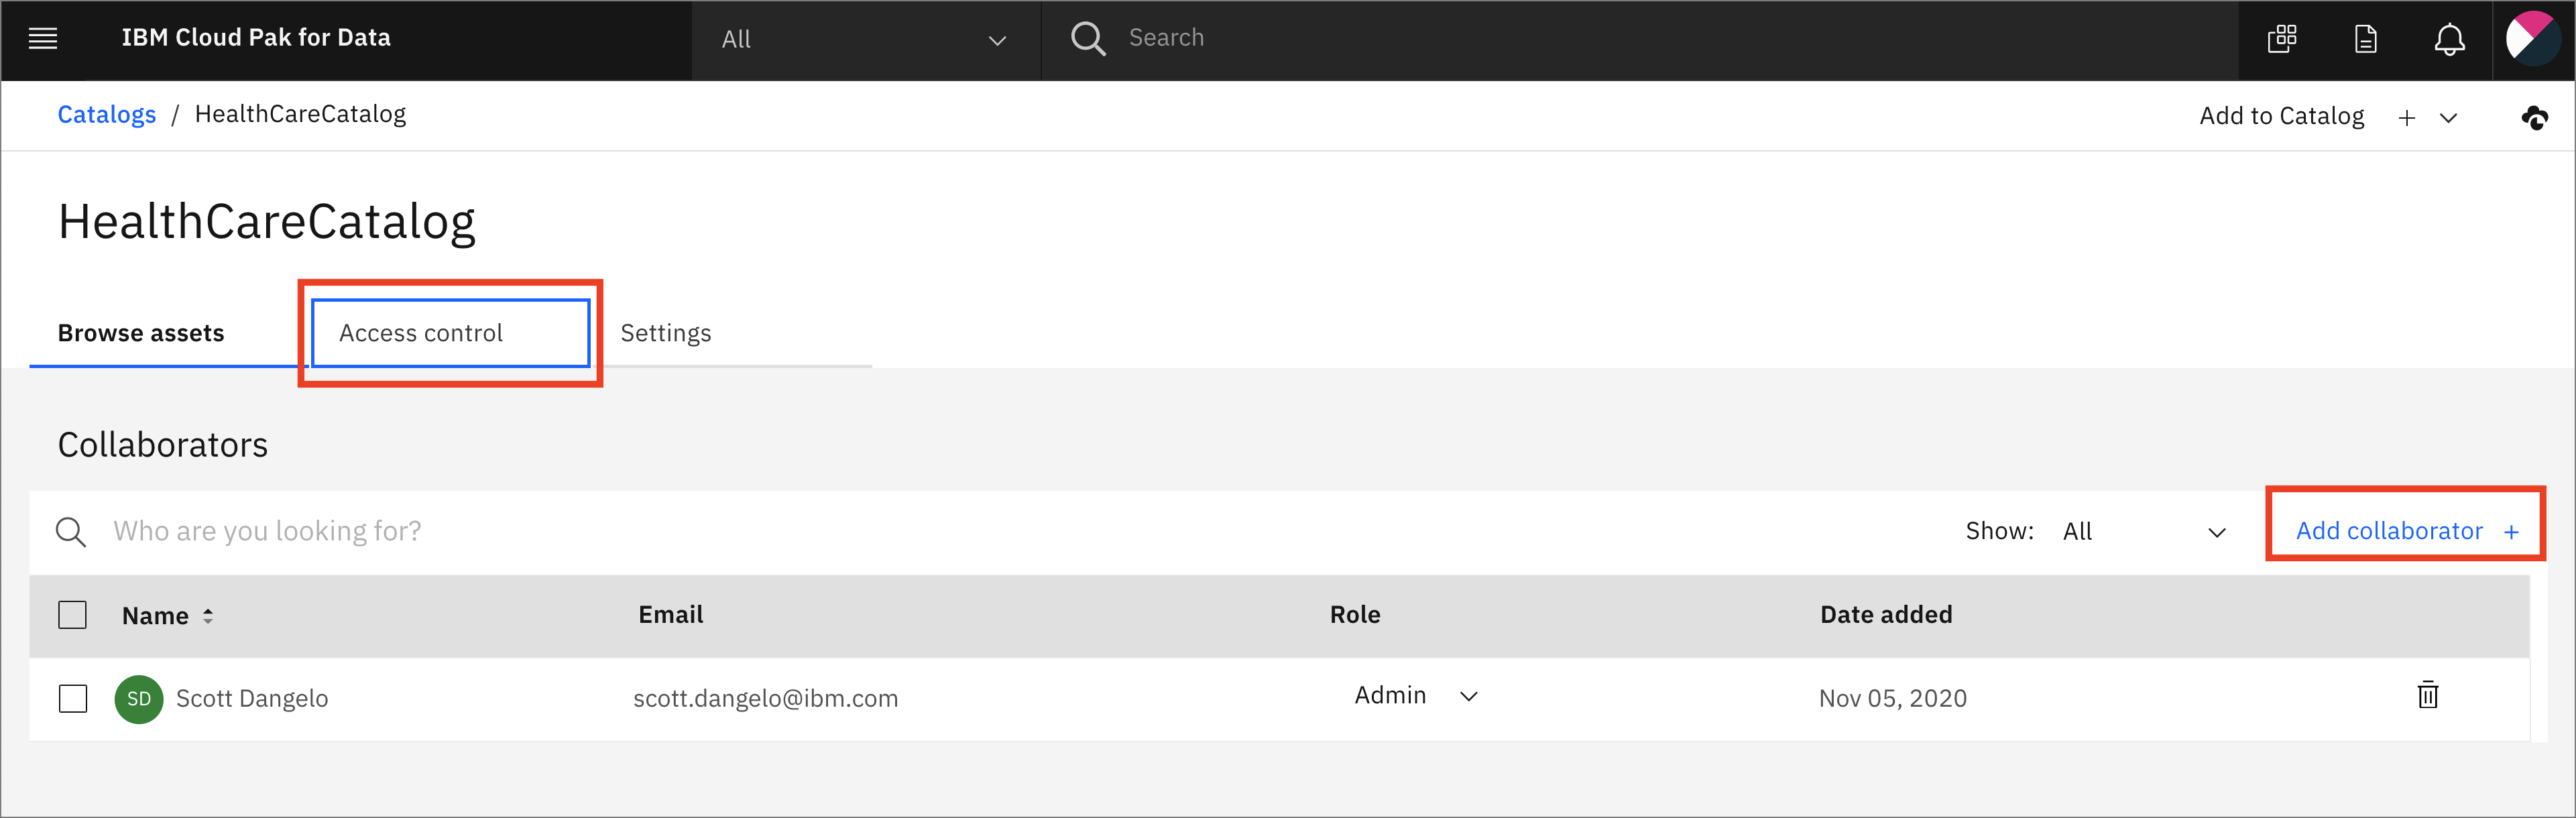 IBM Cloud Pak for Data All Search
Catalogs / HealthCareCatalog Add to Catalog +
HealthCareCatalog
Browse assets Access control Settings
Collaborators
Who are you looking for? Show: All Add collaborator +
Name Email Role Date added
SD Scott Dangelo scott.dangelo@ibm.com Admin Nov 05, 2020